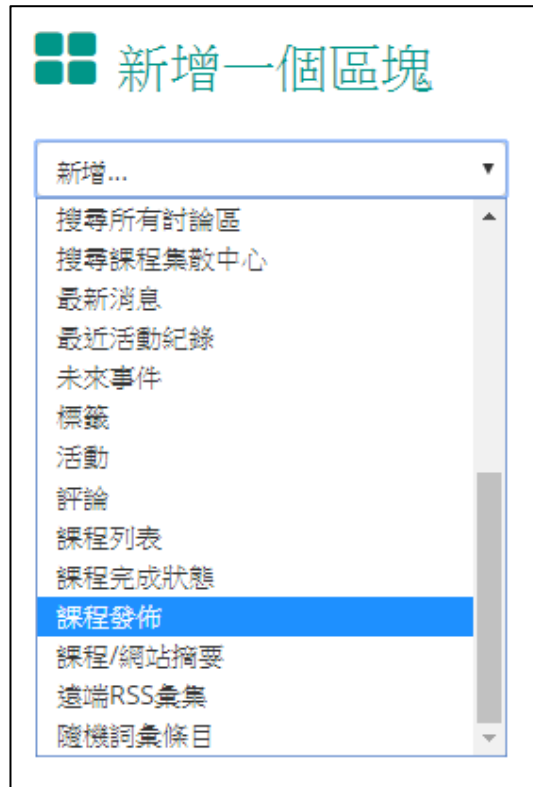 新增一個區塊
新增...
搜尋所有討論區
搜尋課程集散中心
最新消息
最近活動紀錄
未來事件
標籤
活動
評論
課程列表
課程完成狀態
課程發佈
課程/網站摘要
遠端RSS彙集
隨機詞彙條目